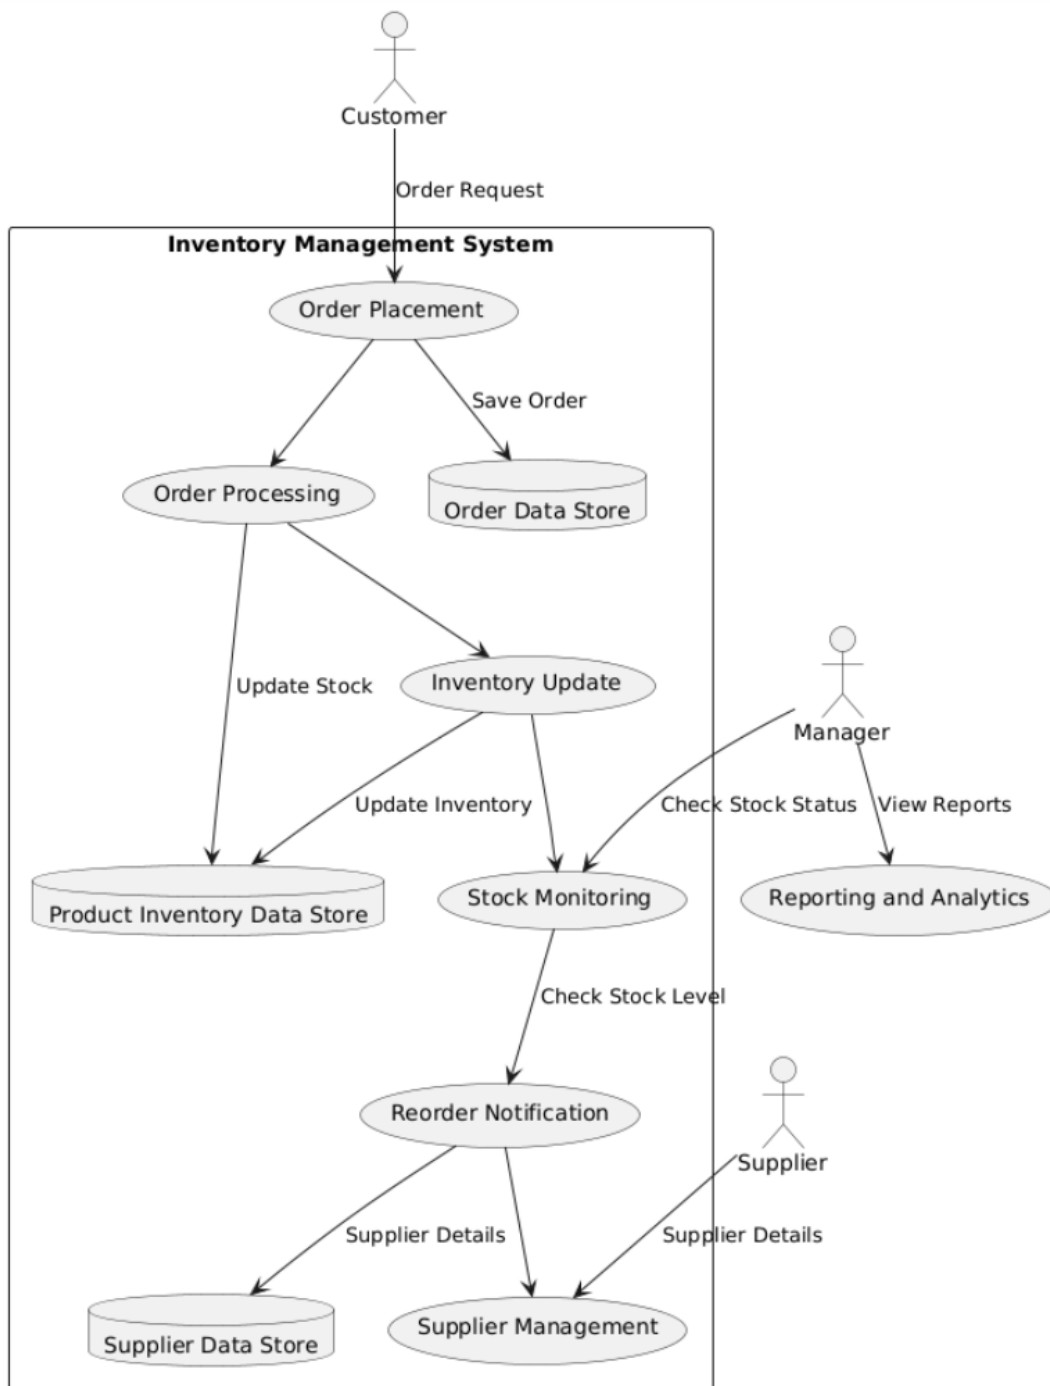 Customer
Order Request
Inventory Management System
Order Placement
Save Order
Order Processing
Order Data Store
Inventory Update
Update Stock
Manager
Update Inventory
Check Stock Status
View Reports
Product Inventory Data Store
Stock Monitoring
Reporting and Analytics
Check Stock Level
Reorder Notification
Supplier
Supplier Details
Supplier Details
Supplier Data Store
Supplier Management